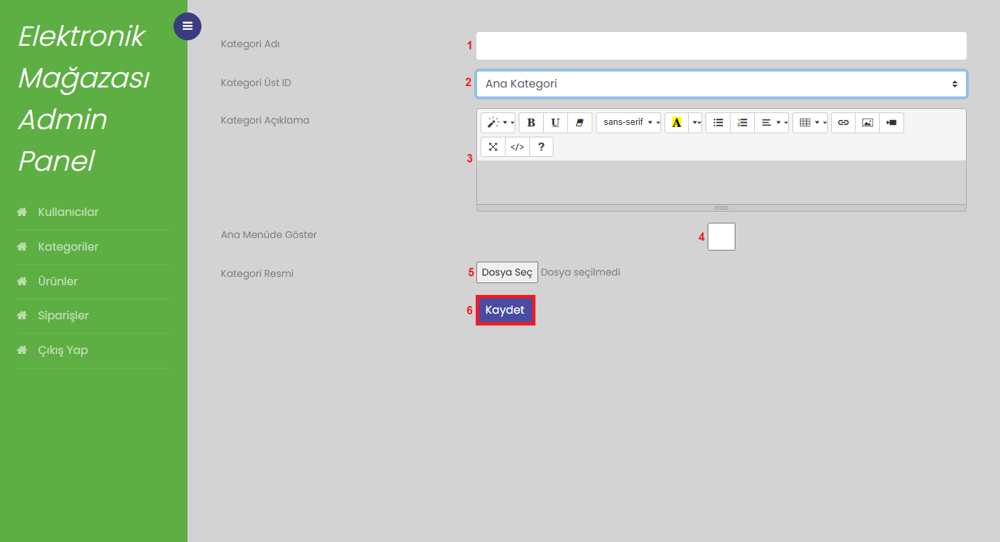 Elektronik
Mağazası
Admin
Panel
Kullanıcılar
Kategoriler
Ürünler
Siparişler
Çıkış Yap
Kategori Adı 1
Kategori Üst ID 2 Ana Kategori
Kategori Açıklama
B U sans-serif A
</> ?
3
Ana Menüde Göster 4
Kategori Resmi 5 Dosya Seç Dosya seçilmedi
6 Kaydet